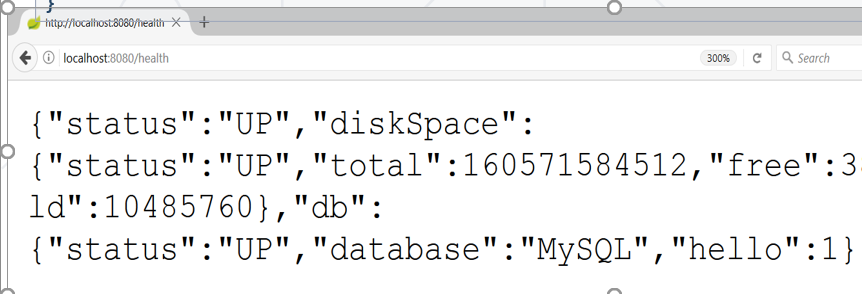 }
http://localhost:8080/health
localhost:8080/health 300% Search
{"status":"UP","diskSpace":
{"status":"UP","total":160571584512,"free":3
ld":10485760},"db":
{"status":"UP","database":"MySQL","hello":1}